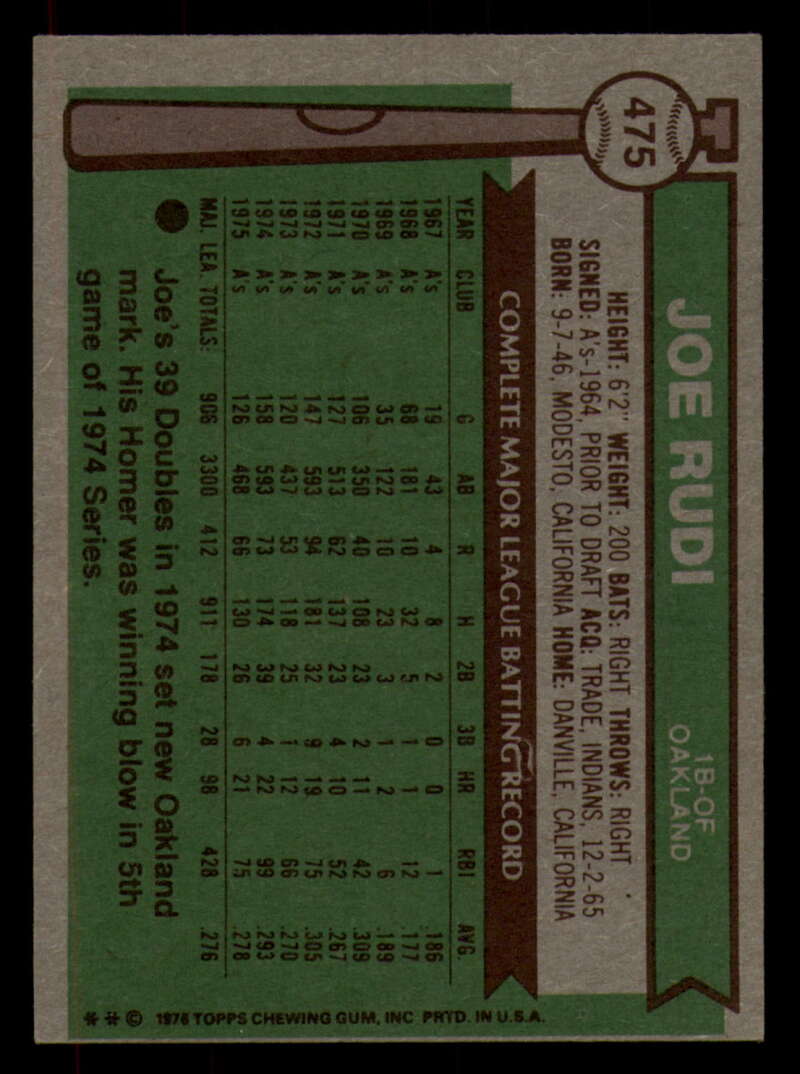 475
JOE RUDI
1B-OF
OAKLAND
HEIGHT: 6'2" WEIGHT: 200 BATS: RIGHT THROWS: RIGHT
SIGNED: A's-1964, PRIOR TO DRAFT ACQ: TRADE, INDIANS, 12-2-65
BORN: 9-7-46, MODESTO, CALIFORNIA HOME: DANVILLE, CALIFORNIA
COMPLETE MAJOR LEAGUE BATTING RECORD
YEAR CLUB G AB R H 2B 3B HR RBI AVG.
1967 A's 19 43 4 8 2 0 0 1 .186
1968 A's 68 181 10 32 5 1 1 12 .177
1969 A's 35 122 10 23 3 1 2 6 .189
1970 A's 106 350 40 108 23 2 11 42 .309
1971 A's 127 513 62 137 23 4 10 52 .267
1972 A's 147 593 94 181 32 9 19 75 .305
1973 A's 120 437 53 118 25 1 12 66 .270
1974 A's 158 593 73 174 39 4 22 99 .293
1975 A's 126 468 66 130 26 6 21 75 .278
MAJ. LEA. TOTALS: 906 3300 412 911 178 28 98 428 .276
Joe's 39 Doubles in 1974 set new Oakland
mark. His Homer was winning blow in 5th
game of 1974 Series.
** © 1976 TOPPS CHEWING GUM, INC PRTD. IN U.S.A.